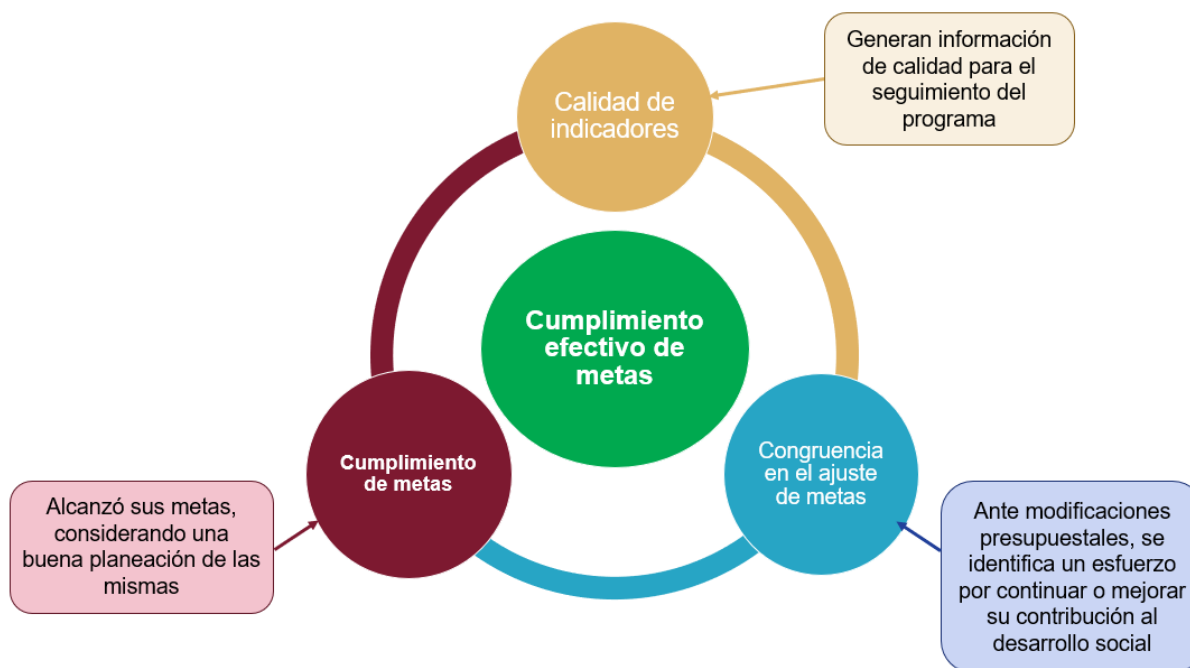 Generan información
de calidad para el
seguimiento del
programa
Calidad de
indicadores
Cumplimiento
efectivo de
metas
Cumplimiento
de metas
Congruencia
en el ajuste
de metas
Alcanzó sus metas,
considerando una
buena planeación de las
mismas
Ante modificaciones
presupuestales, se
identifica un esfuerzo
por continuar o mejorar
su contribución al
desarrollo social